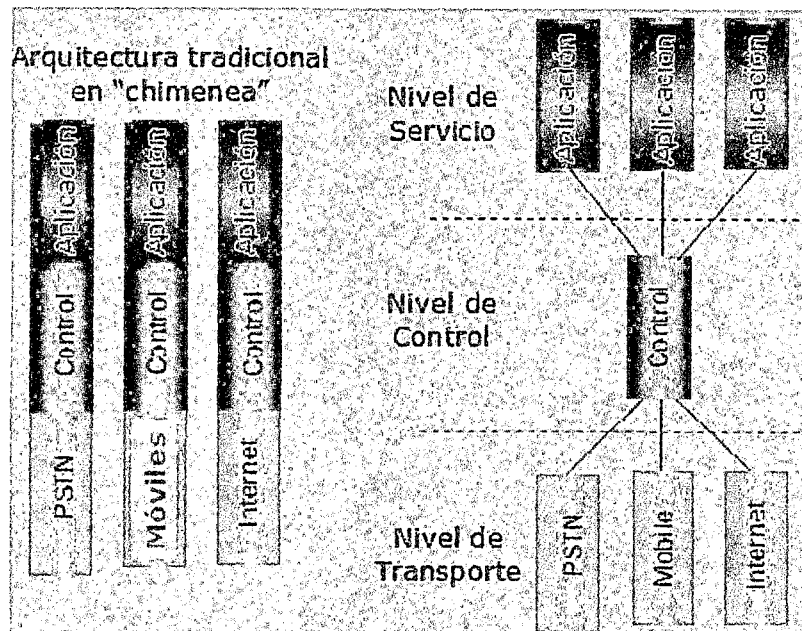 Arquitectura tradicional
en "chimenea"
Aplicación
Aplicación
Aplicación
Control
Control
Control
PSTN
Móviles
Internet
Nivel de
Servicio
Aplicación
Aplicación
Aplicación
Nivel de
Control
Control
Nivel de
Transporte
PSTN
Mobile
Internet